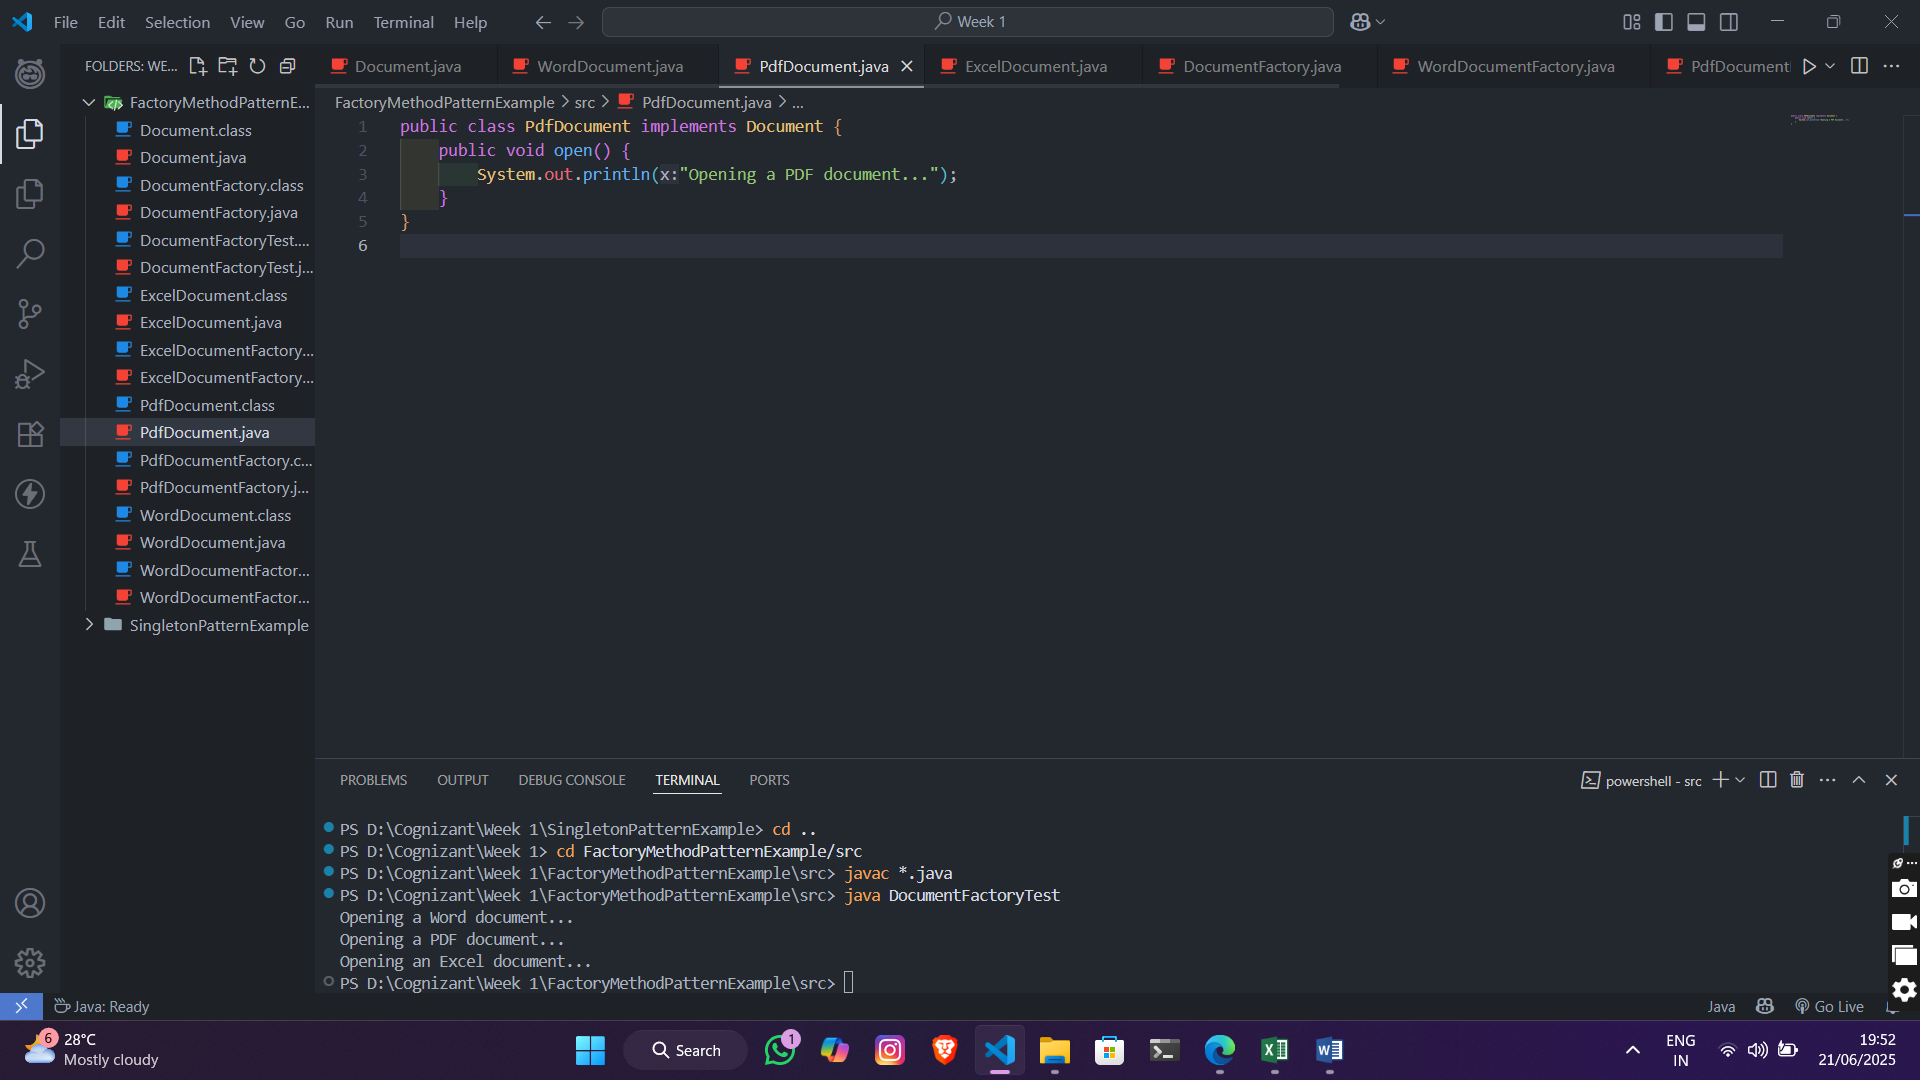 File Edit Selection View Go Run Terminal Help
Week 1
FOLDERS: WE...
Document.java WordDocument.java PdfDocument.java ExcelDocument.java DocumentFactory.java WordDocumentFactory.java PdfDocument
FactoryMethodPatternE...
Document.class
Document.java
DocumentFactory.class
DocumentFactory.java
DocumentFactoryTest....
DocumentFactoryTest.j...
ExcelDocument.class
ExcelDocument.java
ExcelDocumentFactory...
ExcelDocumentFactory...
PdfDocument.class
PdfDocument.java
PdfDocumentFactory.c...
PdfDocumentFactory.j...
WordDocument.class
WordDocument.java
WordDocumentFactor...
WordDocumentFactor...
SingletonPatternExample
FactoryMethodPatternExample > src > PdfDocument.java > ...
1 public class PdfDocument implements Document {
2 public void open() {
3 System.out.println(x:"Opening a PDF document...");
4 }
5 }
6
PROBLEMS OUTPUT DEBUG CONSOLE TERMINAL PORTS
powershell - src
PS D:\Cognizant\Week 1\SingletonPatternExample> cd ..
PS D:\Cognizant\Week 1> cd FactoryMethodPatternExample/src
PS D:\Cognizant\Week 1\FactoryMethodPatternExample\src> javac *.java
PS D:\Cognizant\Week 1\FactoryMethodPatternExample\src> java DocumentFactoryTest
Opening a Word document...
Opening a PDF document...
Opening an Excel document...
PS D:\Cognizant\Week 1\FactoryMethodPatternExample\src>
Java: Ready
Java
Go Live
6
28°C
Mostly cloudy
Search
1
ENG
IN
19:52
21/06/2025